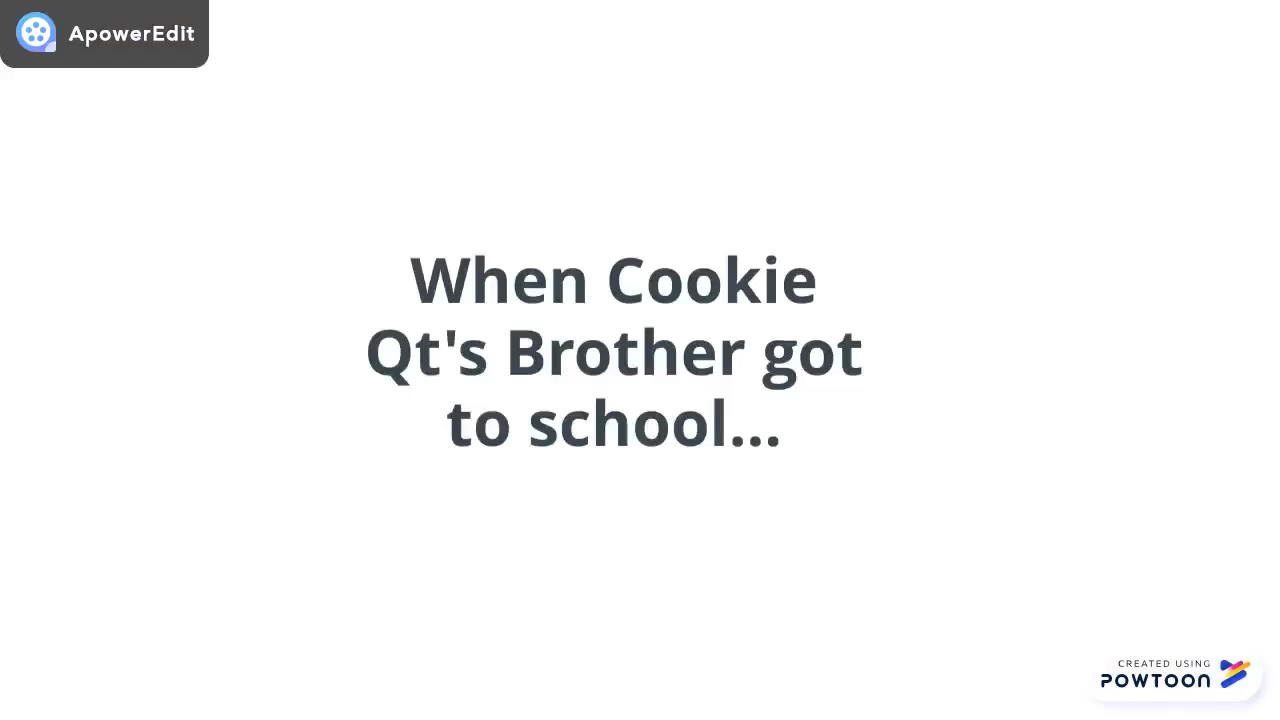 ApowerEdit
When Cookie
Qt's Brother got
to school...
CREATED USING
POWTOON